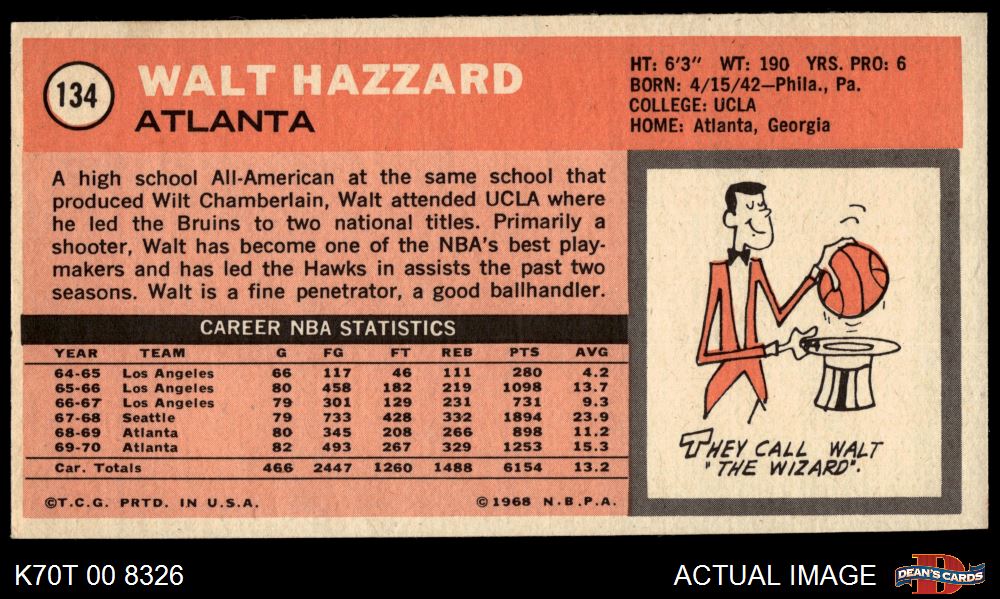 134
WALT HAZZARD
ATLANTA
HT: 6'3" WT: 190 YRS. PRO: 6
BORN: 4/15/42—Phila., Pa.
COLLEGE: UCLA
HOME: Atlanta, Georgia
A high school All-American at the same school that
produced Wilt Chamberlain, Walt attended UCLA where
he led the Bruins to two national titles. Primarily a
shooter, Walt has become one of the NBA's best play-
makers and has led the Hawks in assists the past two
seasons. Walt is a fine penetrator, a good ballhandler.
CAREER NBA STATISTICS
YEAR TEAM G FG FT REB PTS AVG
64-65 Los Angeles 66 117 46 111 280 4.2
65-66 Los Angeles 80 458 182 219 1098 13.7
66-67 Los Angeles 79 301 129 231 731 9.3
67-68 Seattle 79 733 428 332 1894 23.9
68-69 Atlanta 80 345 208 266 898 11.2
69-70 Atlanta 82 493 267 329 1253 15.3
Car. Totals 466 2447 1260 1488 6154 13.2
©T.C.G. PRTD. IN U.S.A. ©1968 N.B.P.A.
THEY CALL WALT
"THE WIZARD".
K70T 00 8326
ACTUAL IMAGE
D
DEAN'S CARDS